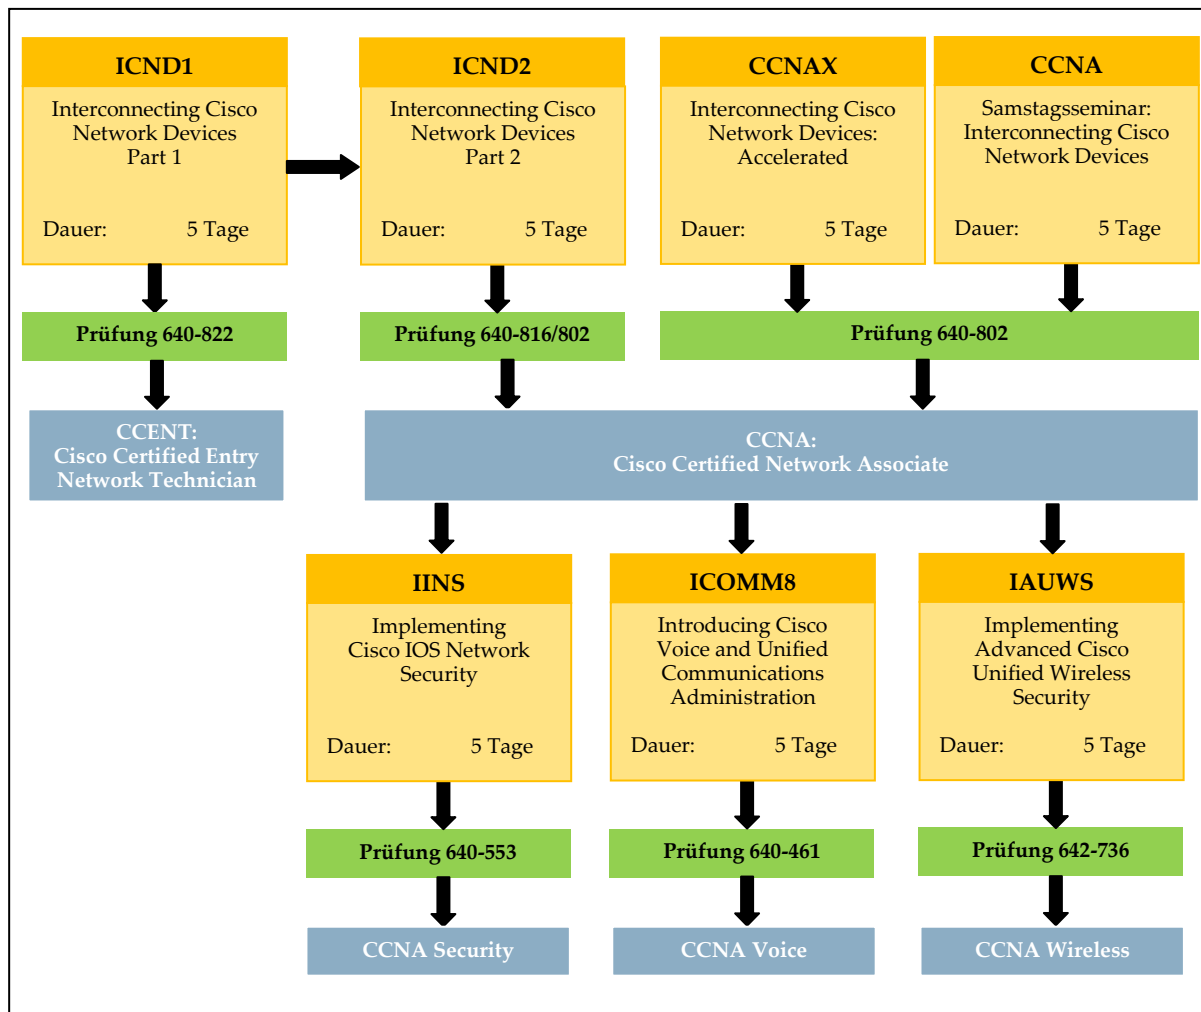 ICND1
Interconnecting Cisco
Network Devices
Part 1
Dauer: 5 Tage
ICND2
Interconnecting Cisco
Network Devices
Part 2
Dauer: 5 Tage
CCNAX
Interconnecting Cisco
Network Devices:
Accelerated
Dauer: 5 Tage
CCNA
Samstagsseminar:
Interconnecting Cisco
Network Devices
Dauer: 5 Tage
Prüfung 640-822
Prüfung 640-816/802
Prüfung 640-802
CCENT:
Cisco Certified Entry
Network Technician
CCNA:
Cisco Certified Network Associate
IINS
Implementing
Cisco IOS Network
Security
Dauer: 5 Tage
ICOMM8
Introducing Cisco
Voice and Unified
Communications
Administration
Dauer: 5 Tage
IAUWS
Implementing
Advanced Cisco
Unified Wireless
Security
Dauer: 5 Tage
Prüfung 640-553
Prüfung 640-461
Prüfung 642-736
CCNA Security
CCNA Voice
CCNA Wireless